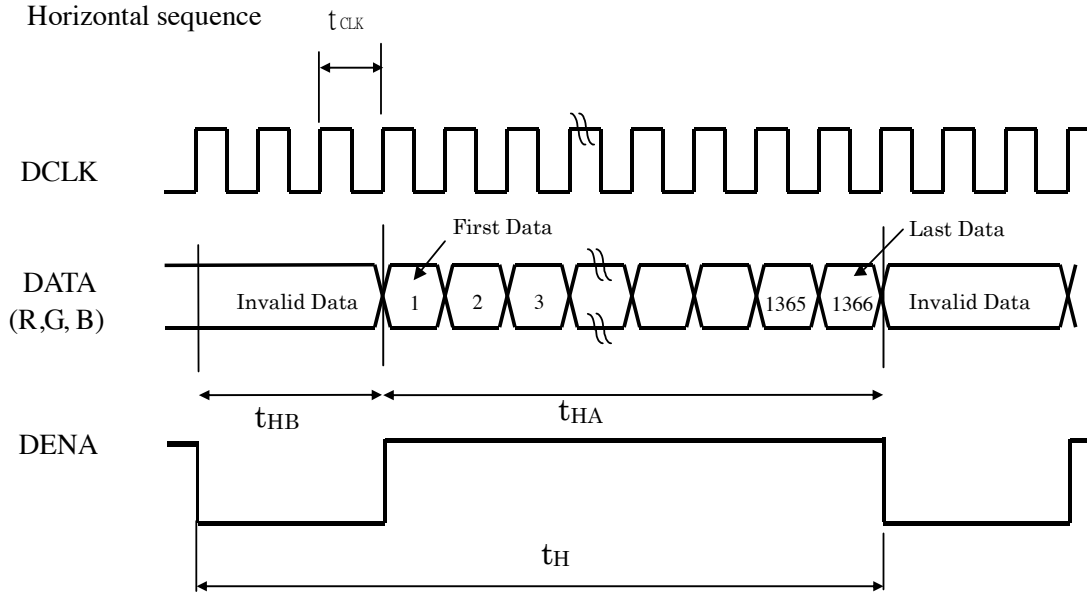 Horizontal sequence
tCLK
DCLK
First Data
Last Data
DATA
(R,G, B)
Invalid Data
1
2
3
1365
1366
Invalid Data
tHB
tHA
DENA
tH